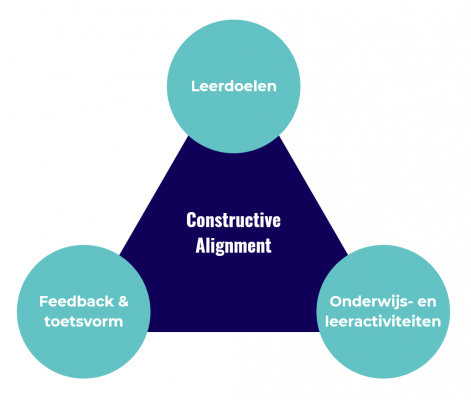 Leerdoelen
Constructive
Alignment
Feedback &
toetsvorm
Onderwijs- en
leeractiviteiten